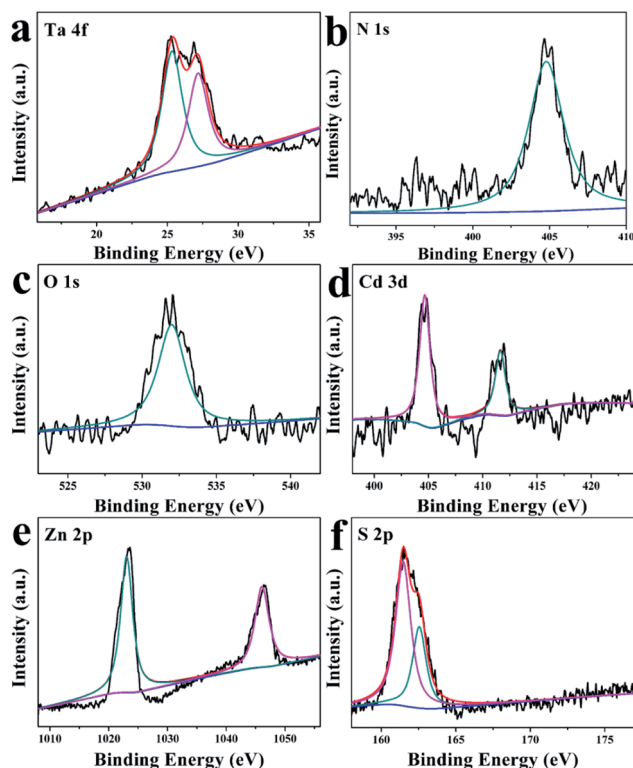 a Ta 4f
Intensity (a.u.)
20 25 30 35
Binding Energy (eV)
b N 1s
Intensity (a.u.)
395 400 405 410
Binding Energy (eV)
c O 1s
Intensity (a.u.)
525 530 535 540
Binding Energy (eV)
d Cd 3d
Intensity (a.u.)
400 405 410 415 420
Binding Energy (eV)
e Zn 2p
Intensity (a.u.)
1010 1020 1030 1040 1050
Binding Energy (eV)
f S 2p
Intensity (a.u.)
160 165 170 175
Binding Energy (eV)